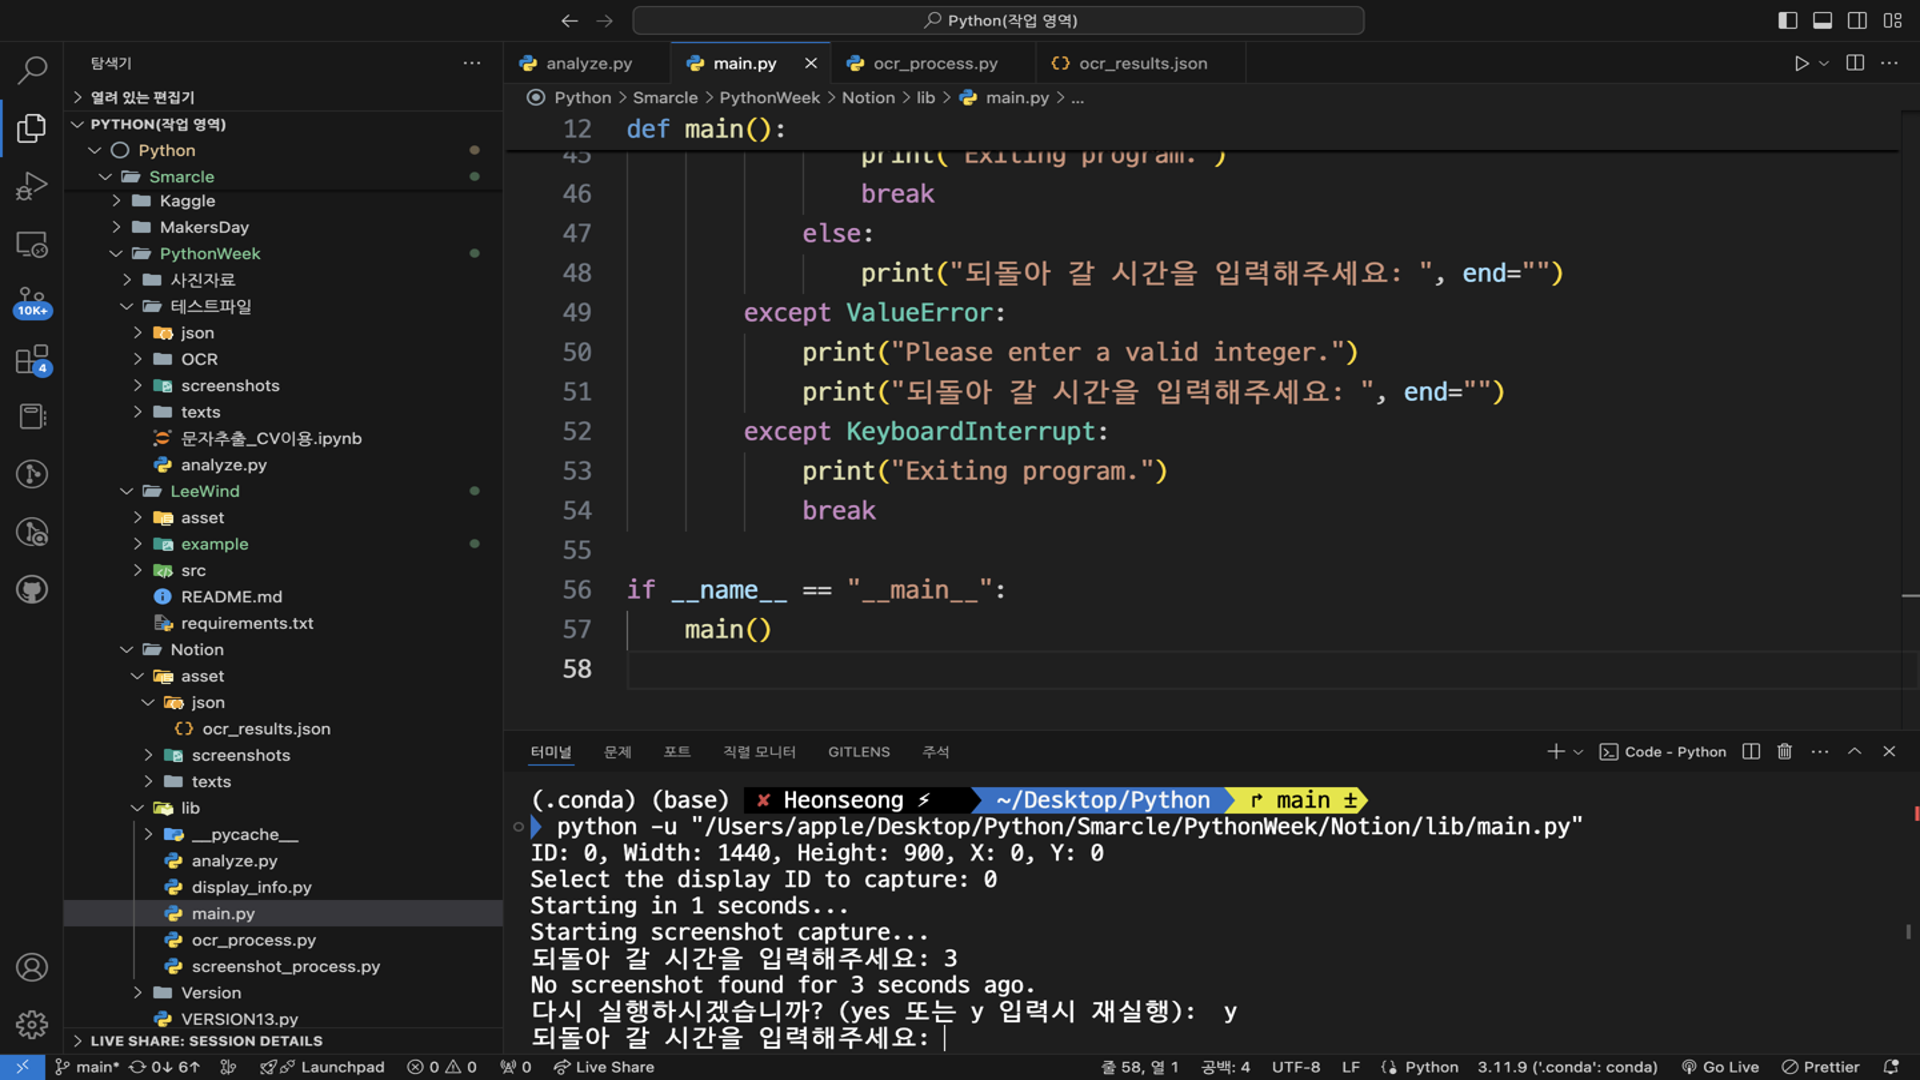 Python(작업 영역)
탐색기
열려 있는 편집기
PYTHON(작업 영역)
Python
Smarcle
Kaggle
MakersDay
PythonWeek
사진자료
테스트파일
json
OCR
screenshots
texts
문자추출_CV이용.ipynb
analyze.py
LeeWind
asset
example
src
README.md
requirements.txt
Notion
asset
json
ocr_results.json
screenshots
texts
lib
__pycache__
analyze.py
display_info.py
main.py
ocr_process.py
screenshot_process.py
Version
VERSION13.py
LIVE SHARE: SESSION DETAILS
10K+
4
analyze.py main.py ocr_process.py ocr_results.json
Python > Smarcle > PythonWeek > Notion > lib > main.py > ...
12 def main():
45 print("Exiting program.")
46 break
47 else:
48 print("되돌아 갈 시간을 입력해주세요: ", end="")
49 except ValueError:
50 print("Please enter a valid integer.")
51 print("되돌아 갈 시간을 입력해주세요: ", end="")
52 except KeyboardInterrupt:
53 print("Exiting program.")
54 break
55
56 if __name__ == "__main__":
57 main()
58
터미널 문제 포트 직렬 모니터 GITLENS 주석
Code - Python
(.conda) (base) ✘ Heonseong ⚡ ~/Desktop/Python main ±
python -u "/Users/apple/Desktop/Python/Smarcle/PythonWeek/Notion/lib/main.py"
ID: 0, Width: 1440, Height: 900, X: 0, Y: 0
Select the display ID to capture: 0
Starting in 1 seconds...
Starting screenshot capture...
되돌아 갈 시간을 입력해주세요: 3
No screenshot found for 3 seconds ago.
다시 실행하시겠습니까? (yes 또는 y 입력시 재실행): y
되돌아 갈 시간을 입력해주세요:
main* 0↓ 6↑ Launchpad 0 0 0 Live Share 줄 58, 열 1 공백: 4 UTF-8 LF Python 3.11.9 ('.conda': conda) Go Live Prettier